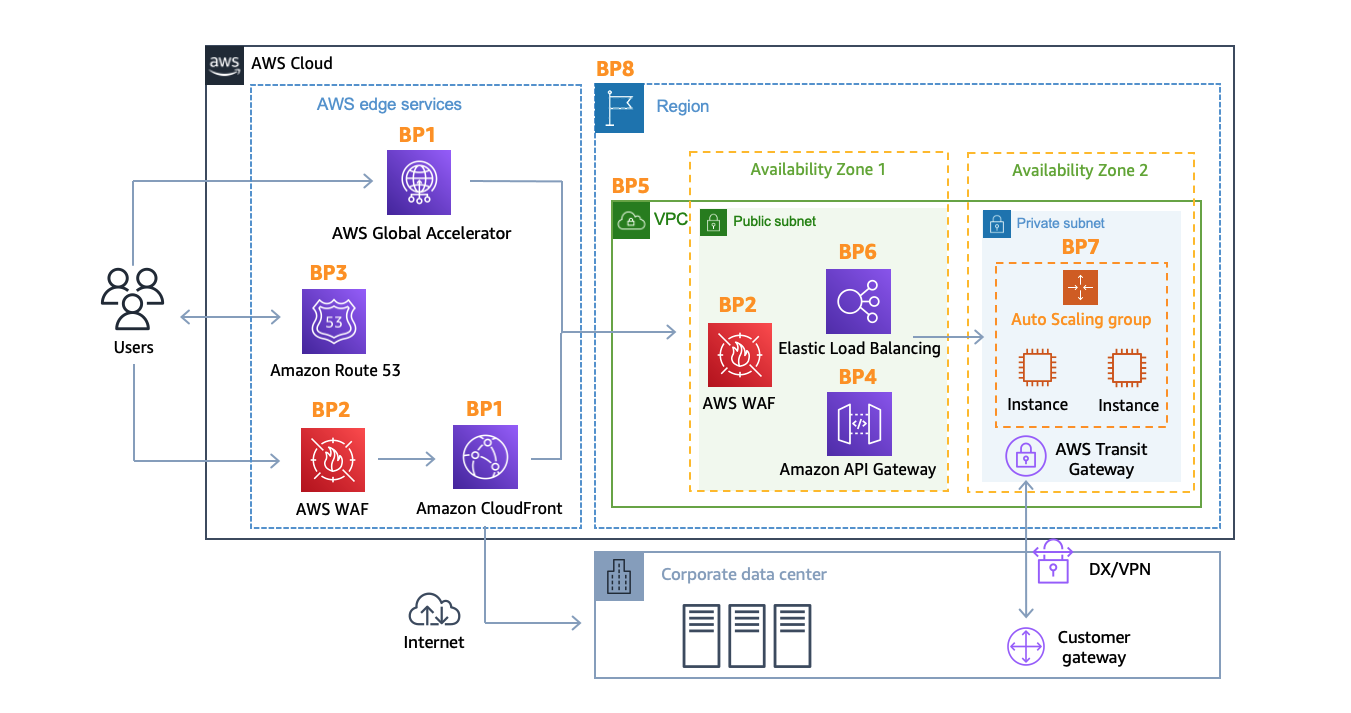 aws
AWS Cloud
BP8
AWS edge services
Region
BP1
AWS Global Accelerator
Availability Zone 1
Availability Zone 2
BP5
VPC
Public subnet
Private subnet
BP7
BP6
BP3
53
Amazon Route 53
Users
BP2
AWS WAF
Elastic Load Balancing
Auto Scaling group
Instance
Instance
BP4
</>
Amazon API Gateway
AWS Transit
Gateway
BP2
AWS WAF
BP1
Amazon CloudFront
Corporate data center
DX/VPN
Internet
Customer
gateway